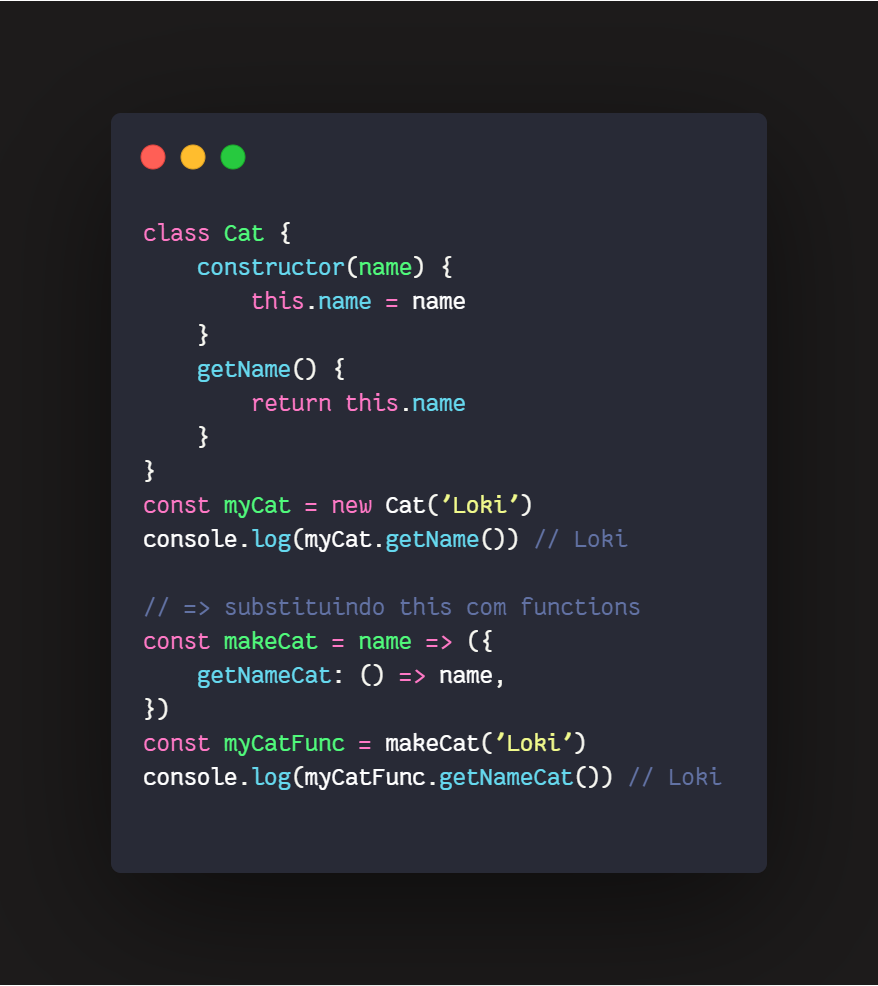 class Cat {
    constructor(name) {
        this.name = name
    }
    getName() {
        return this.name
    }
}
const myCat = new Cat('Loki')
console.log(myCat.getName()) // Loki

// => substituindo this com functions
const makeCat = name => ({
    getNameCat: () => name,
})
const myCatFunc = makeCat('Loki')
console.log(myCatFunc.getNameCat()) // Loki